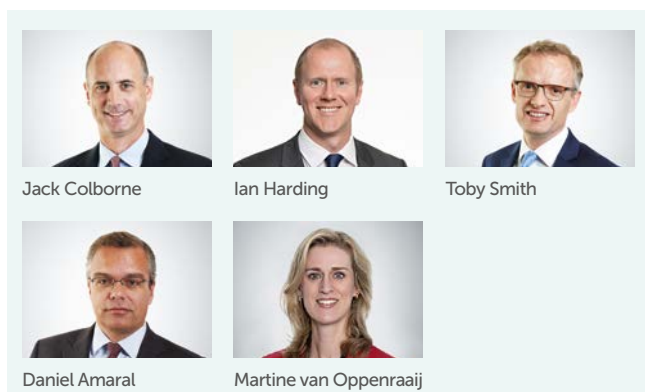 Jack Colborne
Ian Harding
Toby Smith
Daniel Amaral
Martine van Oppenraaij